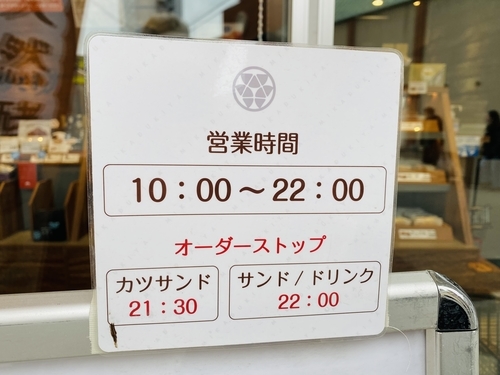 営業時間
10：00～22：00
オーダーストップ
カツサンド
21：30
サンド/ドリンク
22：00